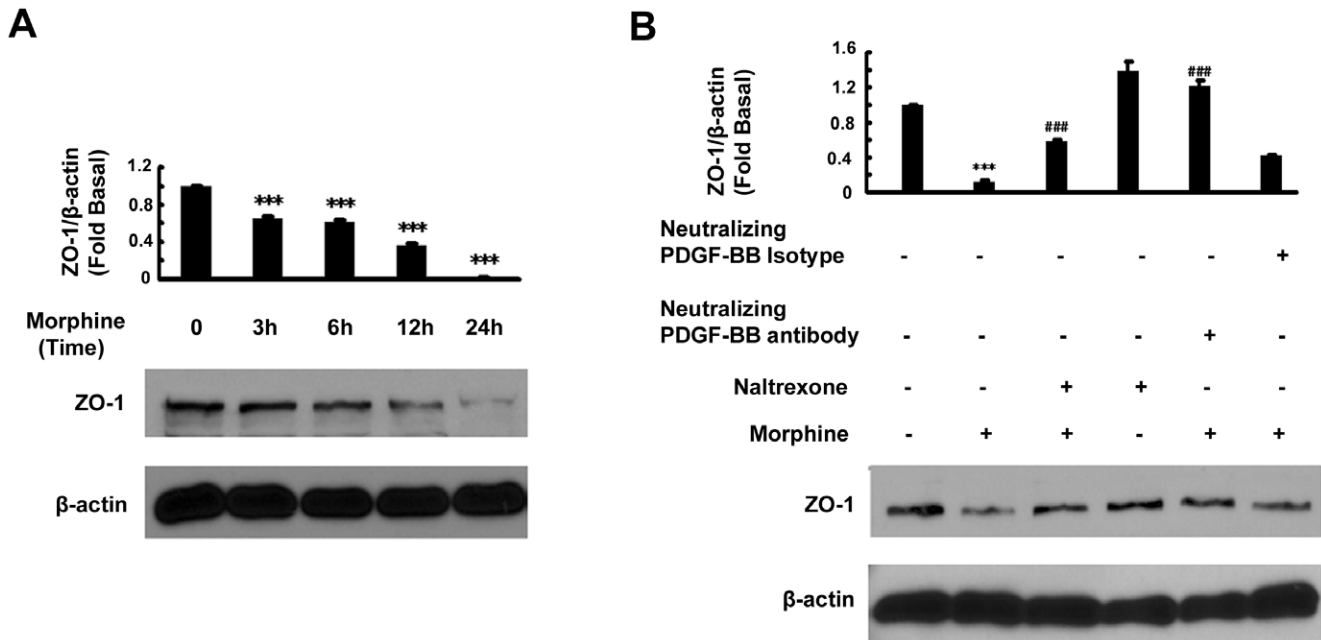 A
ZO-1/β-actin
(Fold Basal)
1.2
0.8
0.4
0
*** *** *** ***
Morphine
(Time)
0 3h 6h 12h 24h
ZO-1
β-actin
B
ZO-1/β-actin
(Fold Basal)
1.6
1.2
0.8
0.4
0
*** ### ###
Neutralizing
PDGF-BB Isotype
- - - - - +
Neutralizing
PDGF-BB antibody
- - - - + -
Naltrexone - - + + - -
Morphine - + + - + +
ZO-1
β-actin